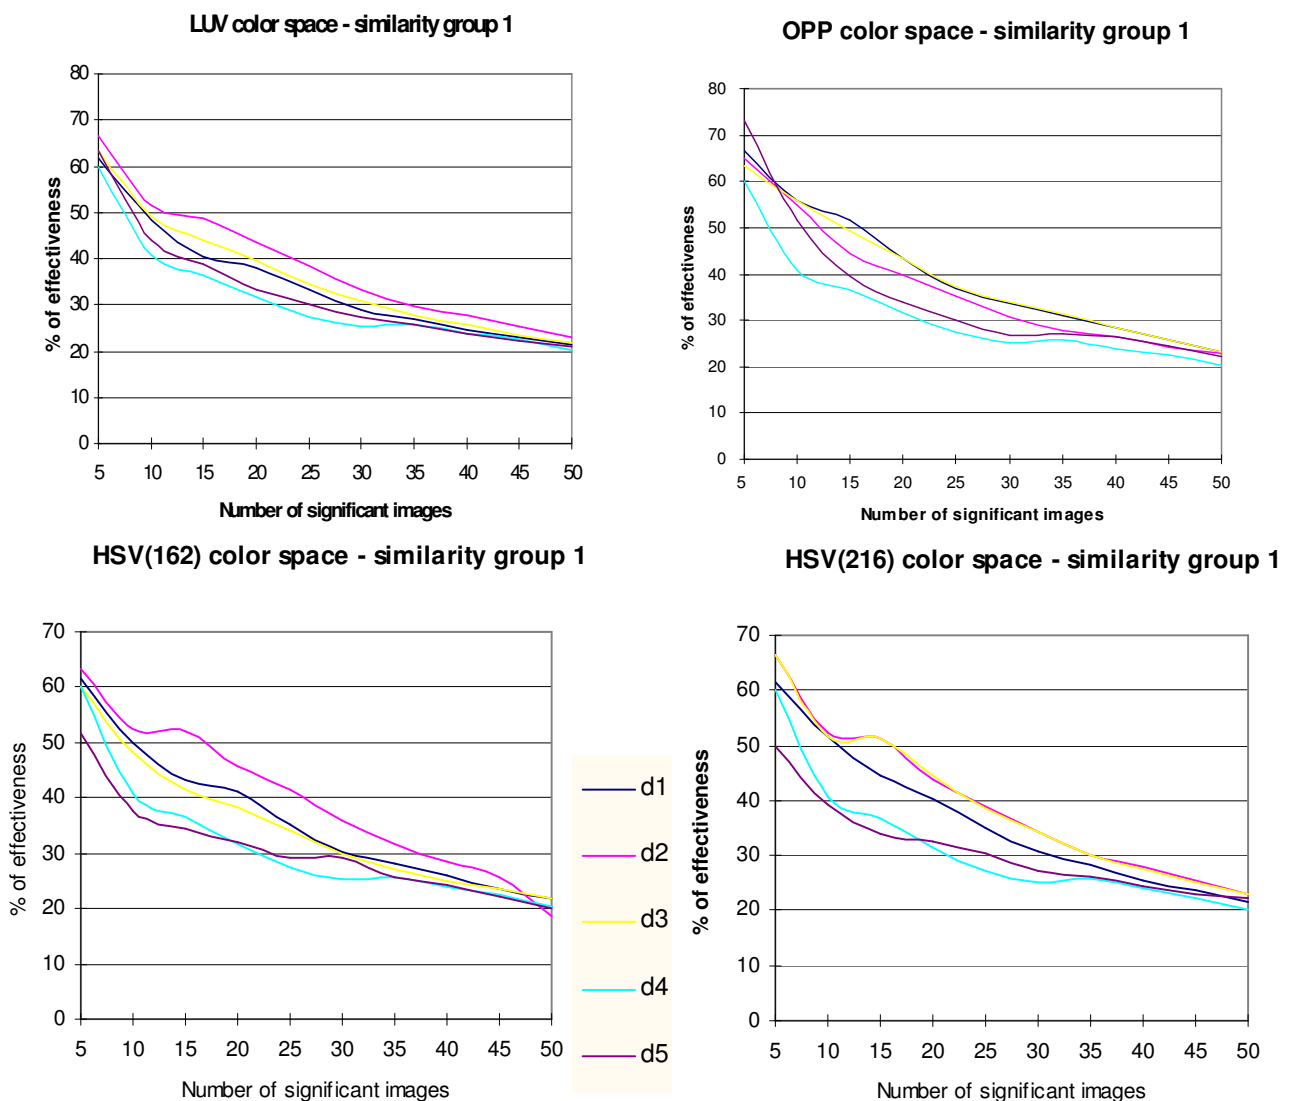 LUV color space - similarity group 1
80
70
60
50
40
30
20
10
0
% of effectiveness
5 10 15 20 25 30 35 40 45 50
Number of significant images
OPP color space - similarity group 1
80
70
60
50
40
30
20
10
0
% of effectiveness
5 10 15 20 25 30 35 40 45 50
Number of significant images
HSV(162) color space - similarity group 1
70
60
50
40
30
20
10
0
% of effectiveness
5 10 15 20 25 30 35 40 45 50
Number of significant images
d1
d2
d3
d4
d5
HSV(216) color space - similarity group 1
70
60
50
40
30
20
10
0
% of effectiveness
5 10 15 20 25 30 35 40 45 50
Number of significant images